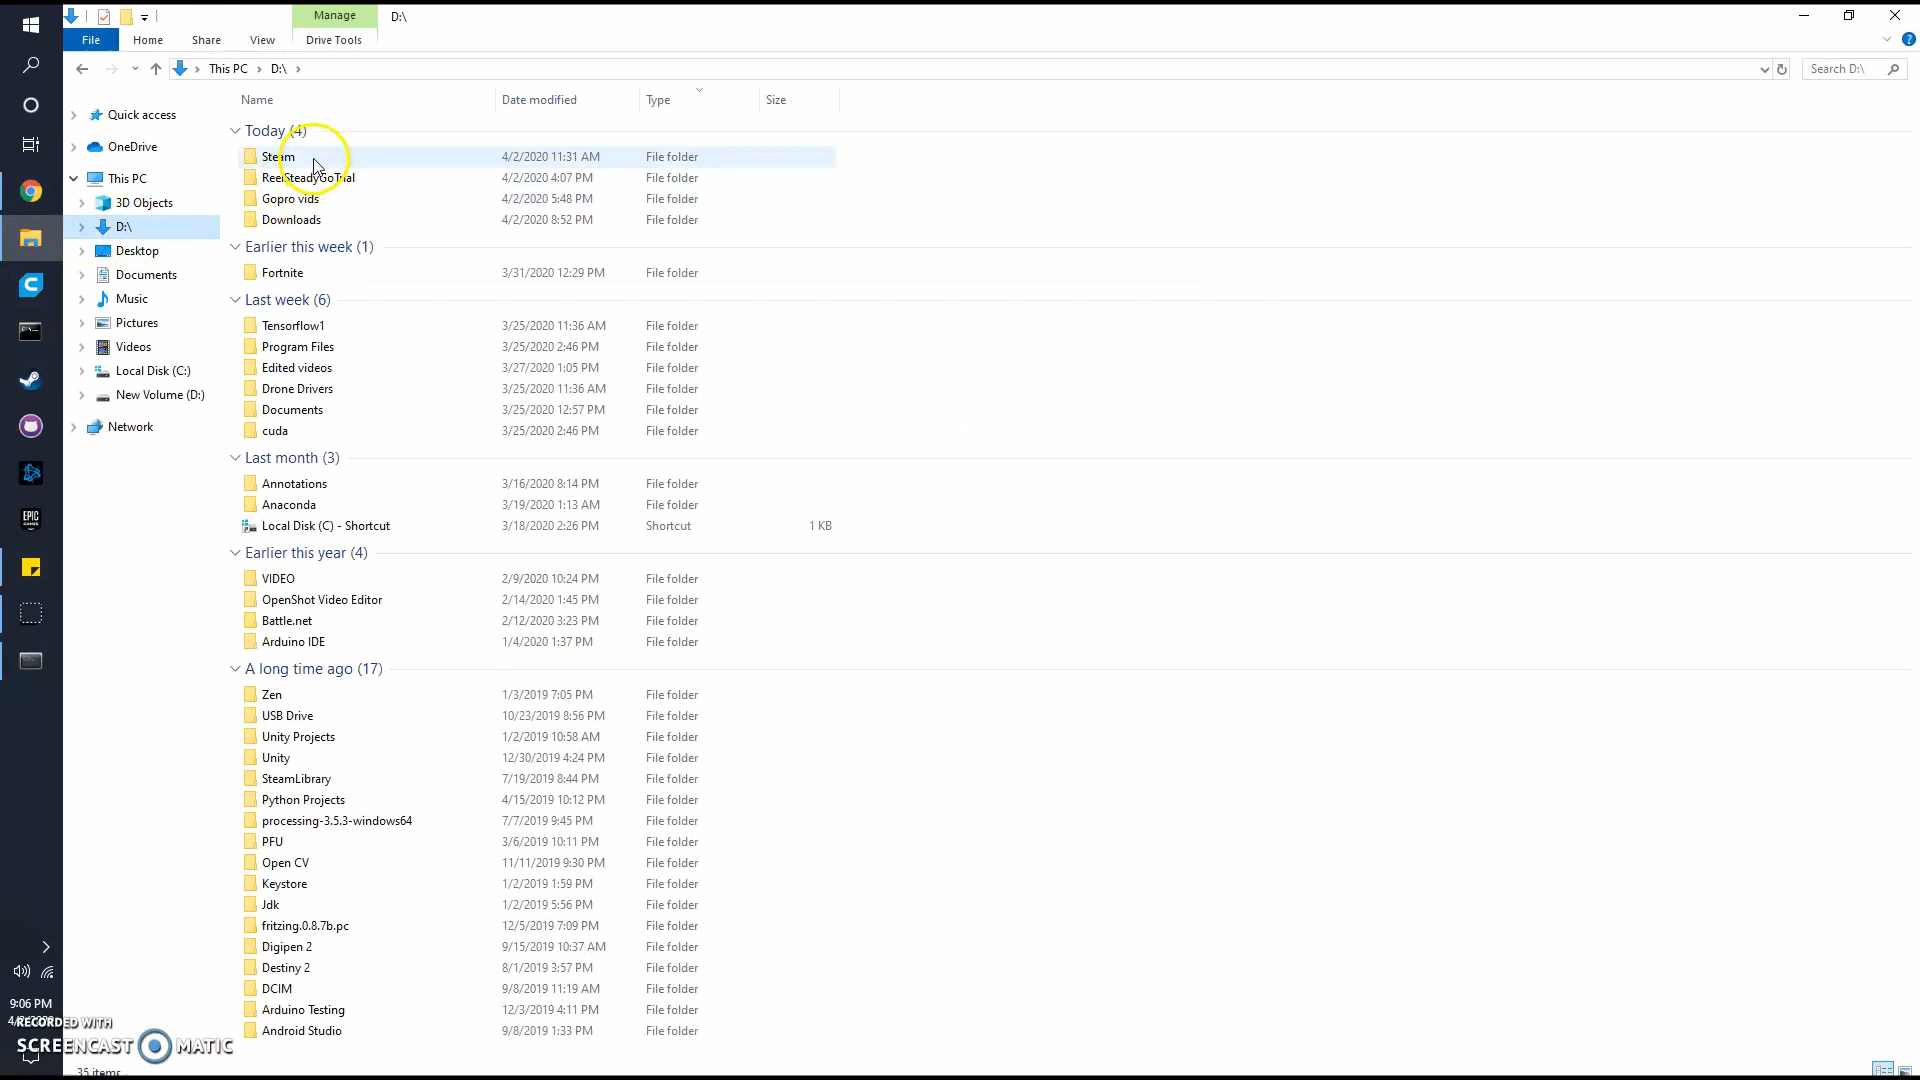 Manage D:\
File Home Share View Drive Tools
This PC D:\ Search D:\
Name Date modified Type Size
Quick access
OneDrive
This PC
3D Objects
D:\
Desktop
Documents
Music
Pictures
Videos
Local Disk (C:)
New Volume (D:)
Network
Today (4)
Steam 4/2/2020 11:31 AM File folder
ReelSteadyGoTrial 4/2/2020 4:07 PM File folder
Gopro vids 4/2/2020 5:48 PM File folder
Downloads 4/2/2020 8:52 PM File folder
Earlier this week (1)
Fortnite 3/31/2020 12:29 PM File folder
Last week (6)
Tensorflow1 3/25/2020 11:36 AM File folder
Program Files 3/25/2020 2:46 PM File folder
Edited videos 3/27/2020 1:05 PM File folder
Drone Drivers 3/25/2020 11:36 AM File folder
Documents 3/25/2020 12:57 PM File folder
cuda 3/25/2020 2:46 PM File folder
Last month (3)
Annotations 3/16/2020 8:14 PM File folder
Anaconda 3/19/2020 1:13 AM File folder
Local Disk (C) - Shortcut 3/18/2020 2:26 PM Shortcut 1 KB
Earlier this year (4)
VIDEO 2/9/2020 10:24 PM File folder
OpenShot Video Editor 2/14/2020 1:45 PM File folder
Battle.net 2/12/2020 3:23 PM File folder
Arduino IDE 1/4/2020 1:37 PM File folder
A long time ago (17)
Zen 1/3/2019 7:05 PM File folder
USB Drive 10/23/2019 8:56 PM File folder
Unity Projects 1/2/2019 10:58 AM File folder
Unity 12/30/2019 4:24 PM File folder
SteamLibrary 7/19/2019 8:44 PM File folder
Python Projects 4/15/2019 10:12 PM File folder
processing-3.5.3-windows64 7/7/2019 9:45 PM File folder
PFU 3/6/2019 10:11 PM File folder
Open CV 11/11/2019 9:30 PM File folder
Keystore 1/2/2019 1:59 PM File folder
Jdk 1/2/2019 5:56 PM File folder
fritzing.0.8.7b.pc 12/5/2019 7:09 PM File folder
Digipen 2 9/15/2019 10:37 AM File folder
Destiny 2 8/1/2019 3:57 PM File folder
DCIM 9/8/2019 11:19 AM File folder
Arduino Testing 12/3/2019 4:11 PM File folder
Android Studio 9/8/2019 1:33 PM File folder
EPIC
GAMES
9:06 PM
RECORDED WITH
SCREENCAST MATIC
35 items